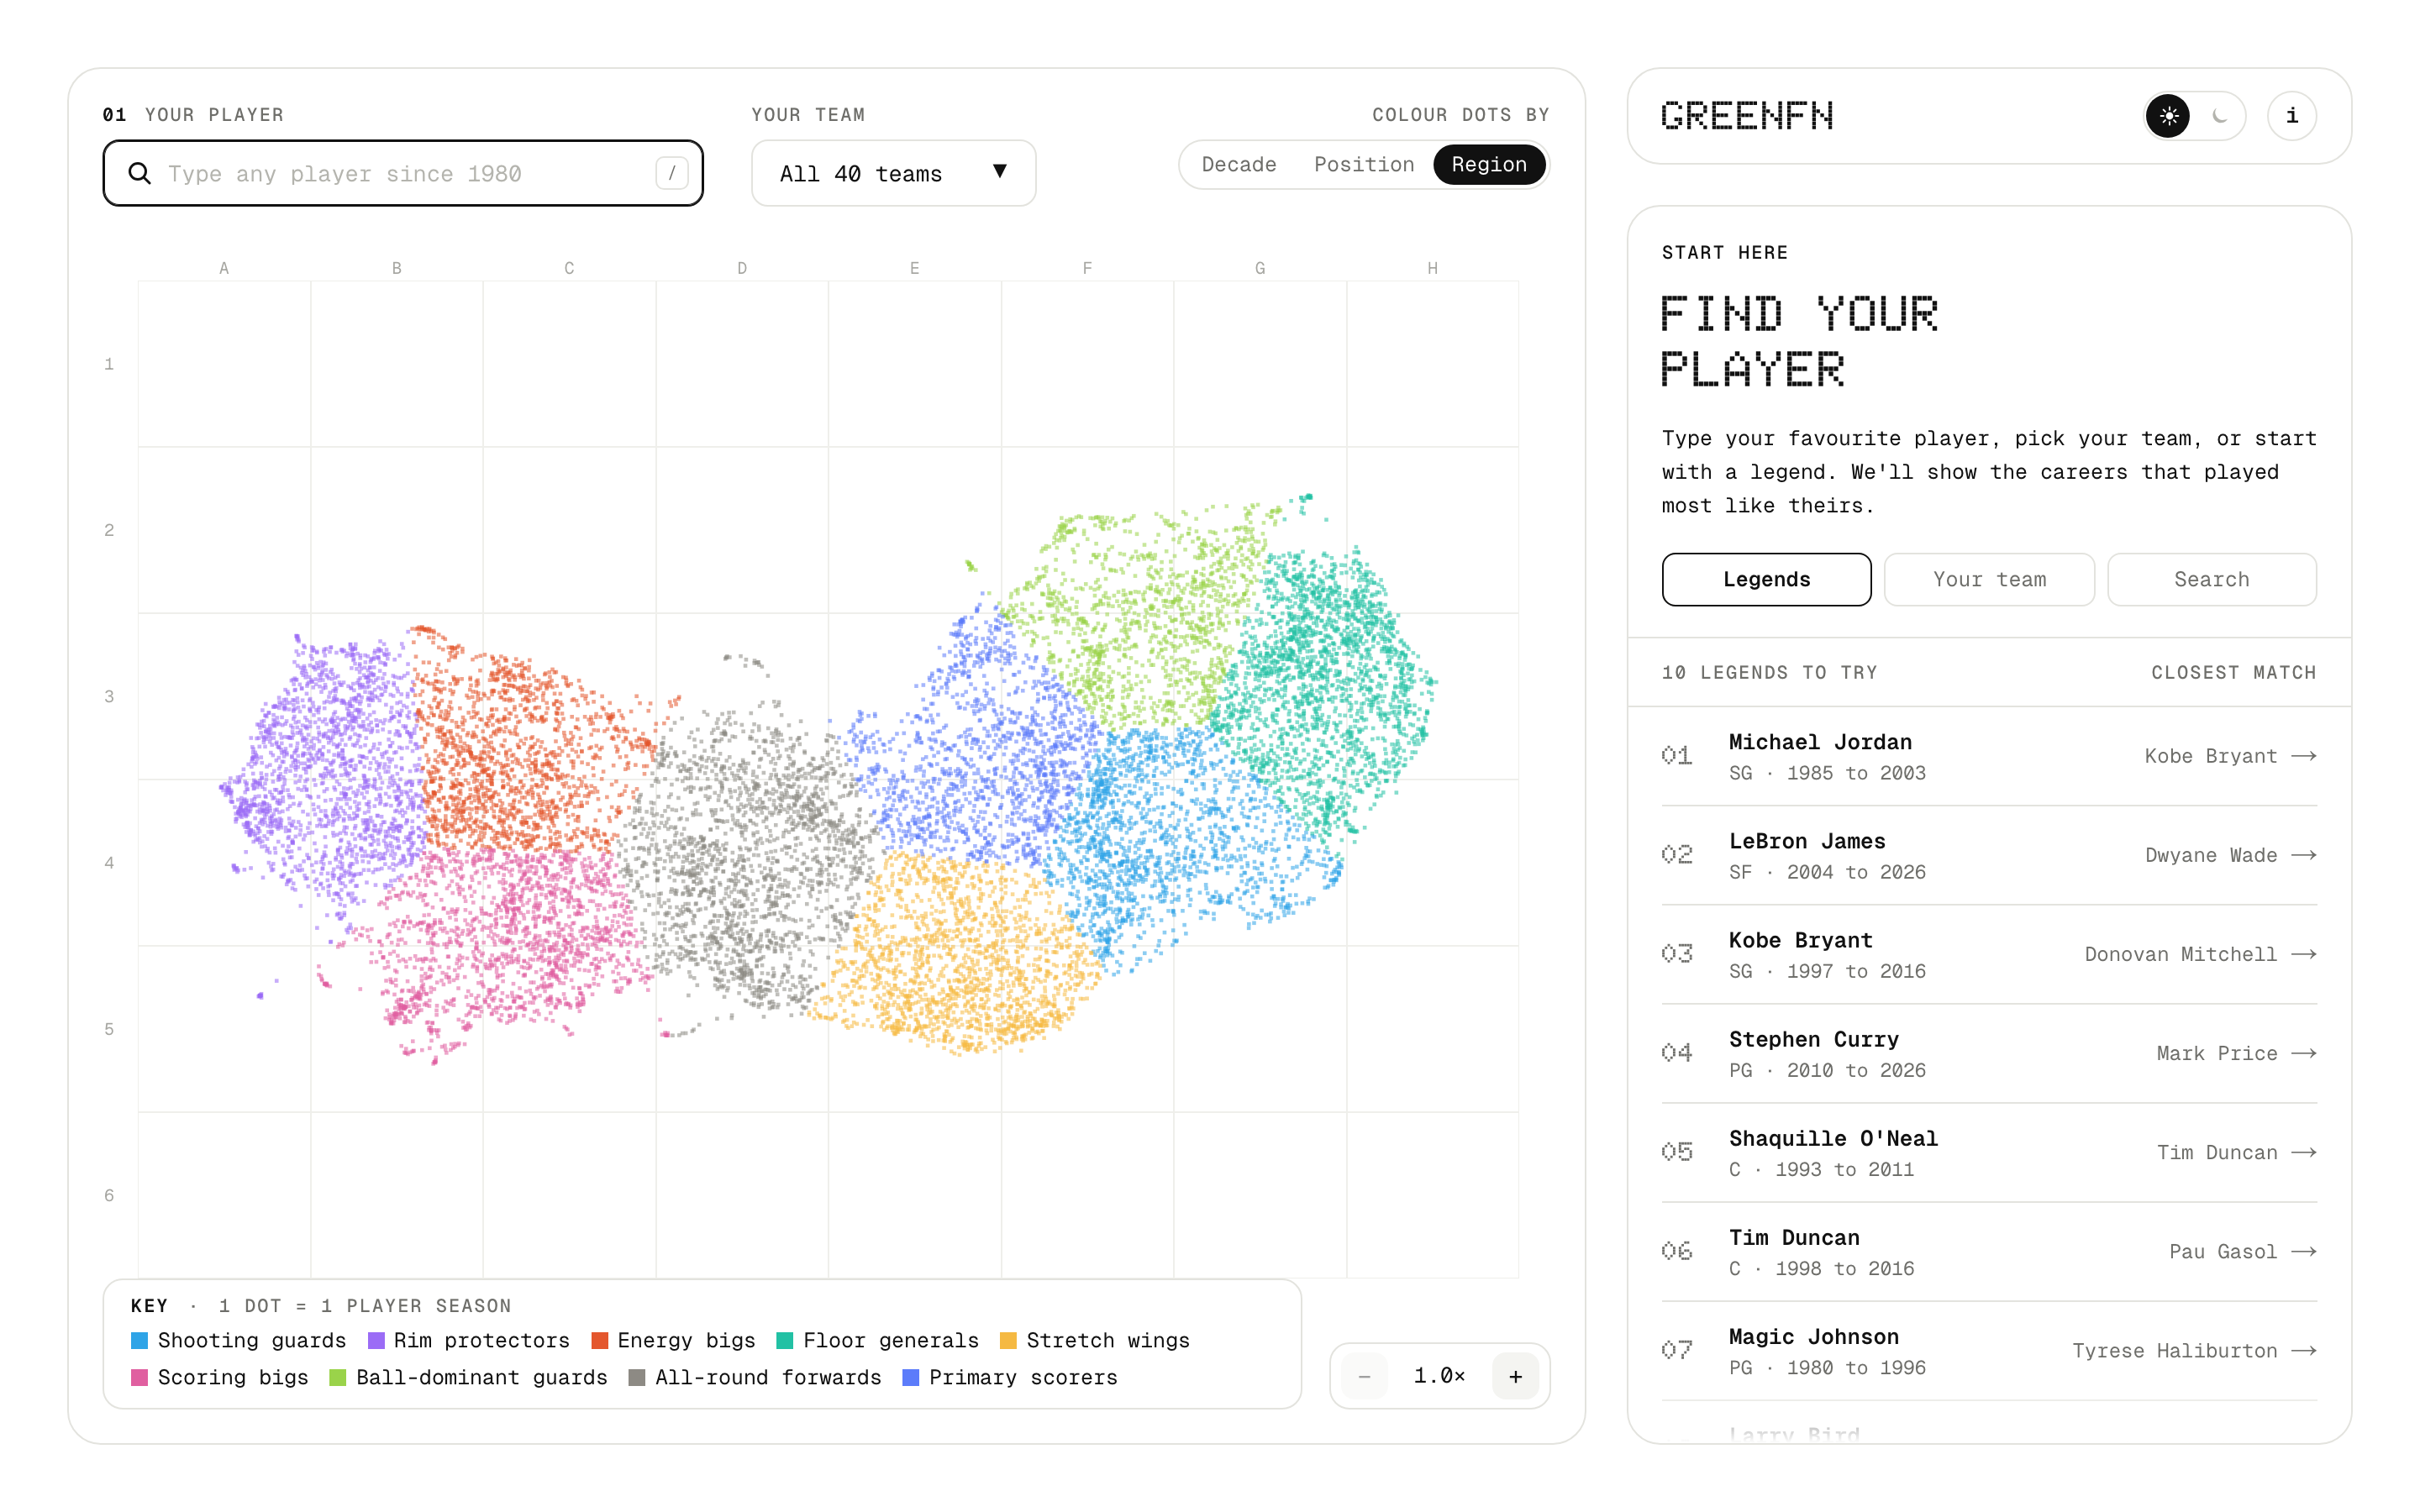 01 YOUR PLAYER
Type any player since 1980 /
YOUR TEAM
All 40 teams ▼
COLOUR DOTS BY
Decade Position Region
A B C D E F G H
1
2
3
4
5
6
KEY · 1 DOT = 1 PLAYER SEASON
Shooting guards Rim protectors Energy bigs Floor generals Stretch wings
Scoring bigs Ball-dominant guards All-round forwards Primary scorers
− 1.0× +
GREENFN
i
START HERE
FIND YOUR
PLAYER
Type your favourite player, pick your team, or start
with a legend. We'll show the careers that played
most like theirs.
Legends Your team Search
10 LEGENDS TO TRY CLOSEST MATCH
01 Michael Jordan Kobe Bryant →
SG · 1985 to 2003
02 LeBron James Dwyane Wade →
SF · 2004 to 2026
03 Kobe Bryant Donovan Mitchell →
SG · 1997 to 2016
04 Stephen Curry Mark Price →
PG · 2010 to 2026
05 Shaquille O'Neal Tim Duncan →
C · 1993 to 2011
06 Tim Duncan Pau Gasol →
C · 1998 to 2016
07 Magic Johnson Tyrese Haliburton →
PG · 1980 to 1996
Larry Bird